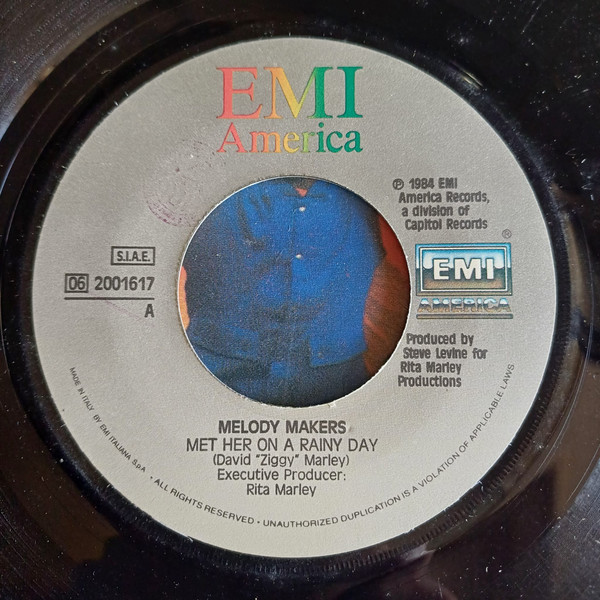 EMI
America
℗ 1984 EMI
America Records,
a division of
Capitol Records
S.I.A.E.
06 2001617
A
®
EMI
AMERICA
Produced by
Steve Levine for
Rita Marley
Productions
MELODY MAKERS
MET HER ON A RAINY DAY
(David "Ziggy" Marley)
Executive Producer:
Rita Marley
MADE IN ITALY BY EMI ITALIANA S.p.A. • ALL RIGHTS RESERVED • UNAUTHORIZED DUPLICATION IS A VIOLATION OF APPLICABLE LAWS